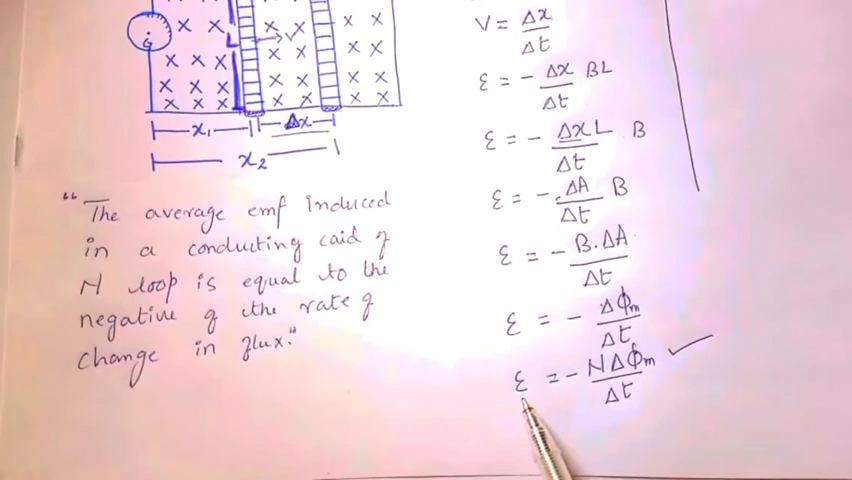 G
V
x₁
Δx
x₂
"The average emf induced
in a conducting caid of
N loop is equal to the
negative of the rate of
change in flux."
V = Δx/Δt
ε = - Δx/Δt BL
ε = - ΔxL/Δt B
ε = - ΔA/Δt B
ε = - B.ΔA/Δt
ε = - Δϕm/Δt
ε = - NΔϕm/Δt ✓